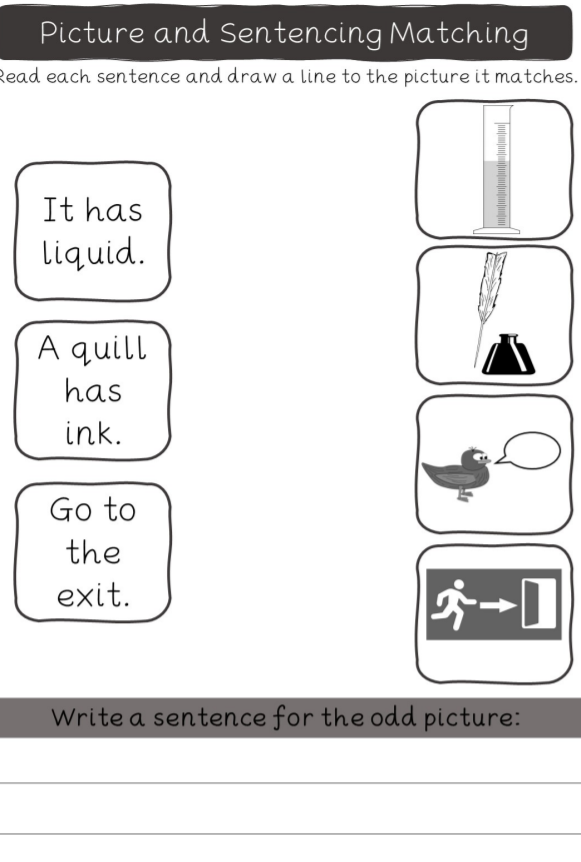 Picture and Sentencing Matching
Read each sentence and draw a line to the picture it matches.
It has
liquid.
A quill
has
ink.
Go to
the
exit.
Write a sentence for the odd picture: